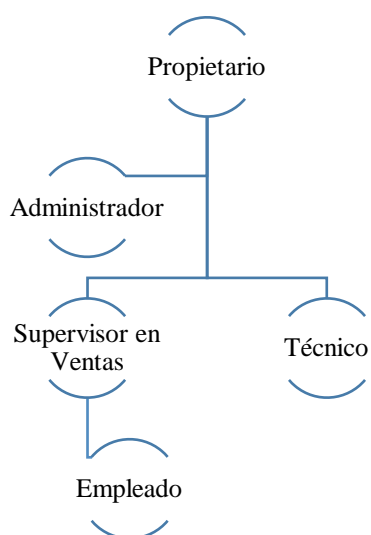 Propietario
Administrador
Supervisor en
Ventas
Técnico
Empleado